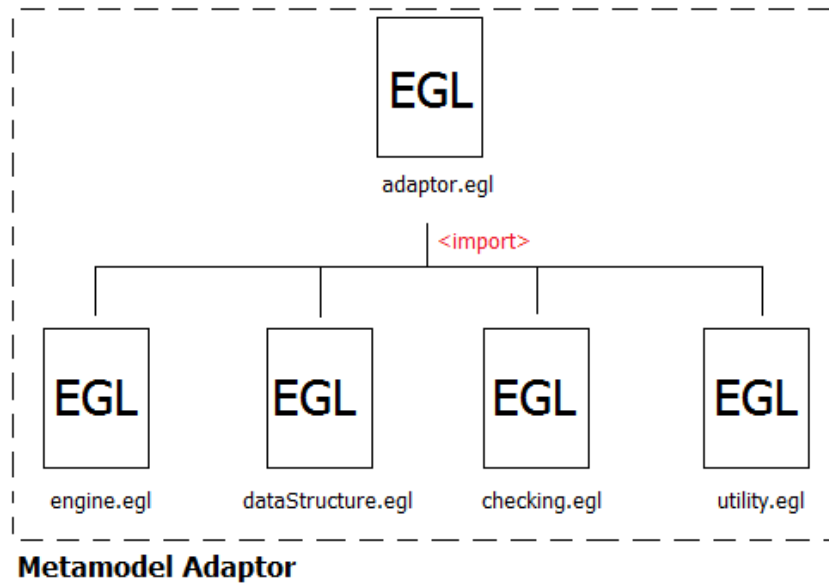 EGL
adaptor.egl
<import>
EGL EGL EGL EGL
engine.egl dataStructure.egl checking.egl utility.egl
Metamodel Adaptor